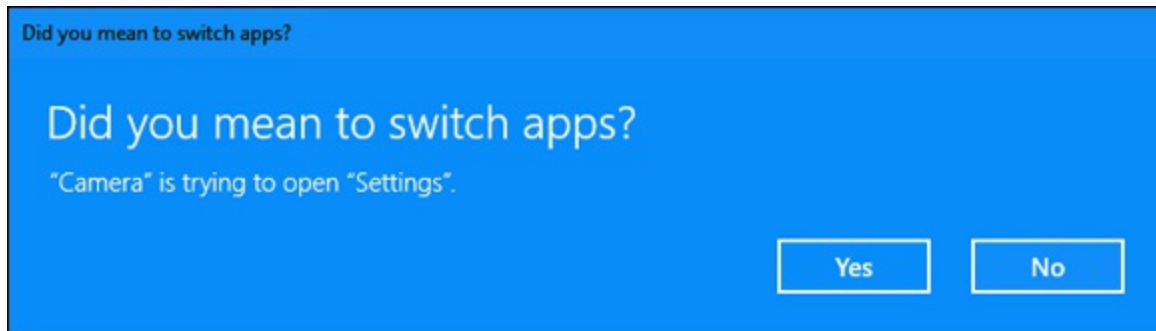 Did you mean to switch apps?
Did you mean to switch apps?
“Camera” is trying to open “Settings”.
Yes
No